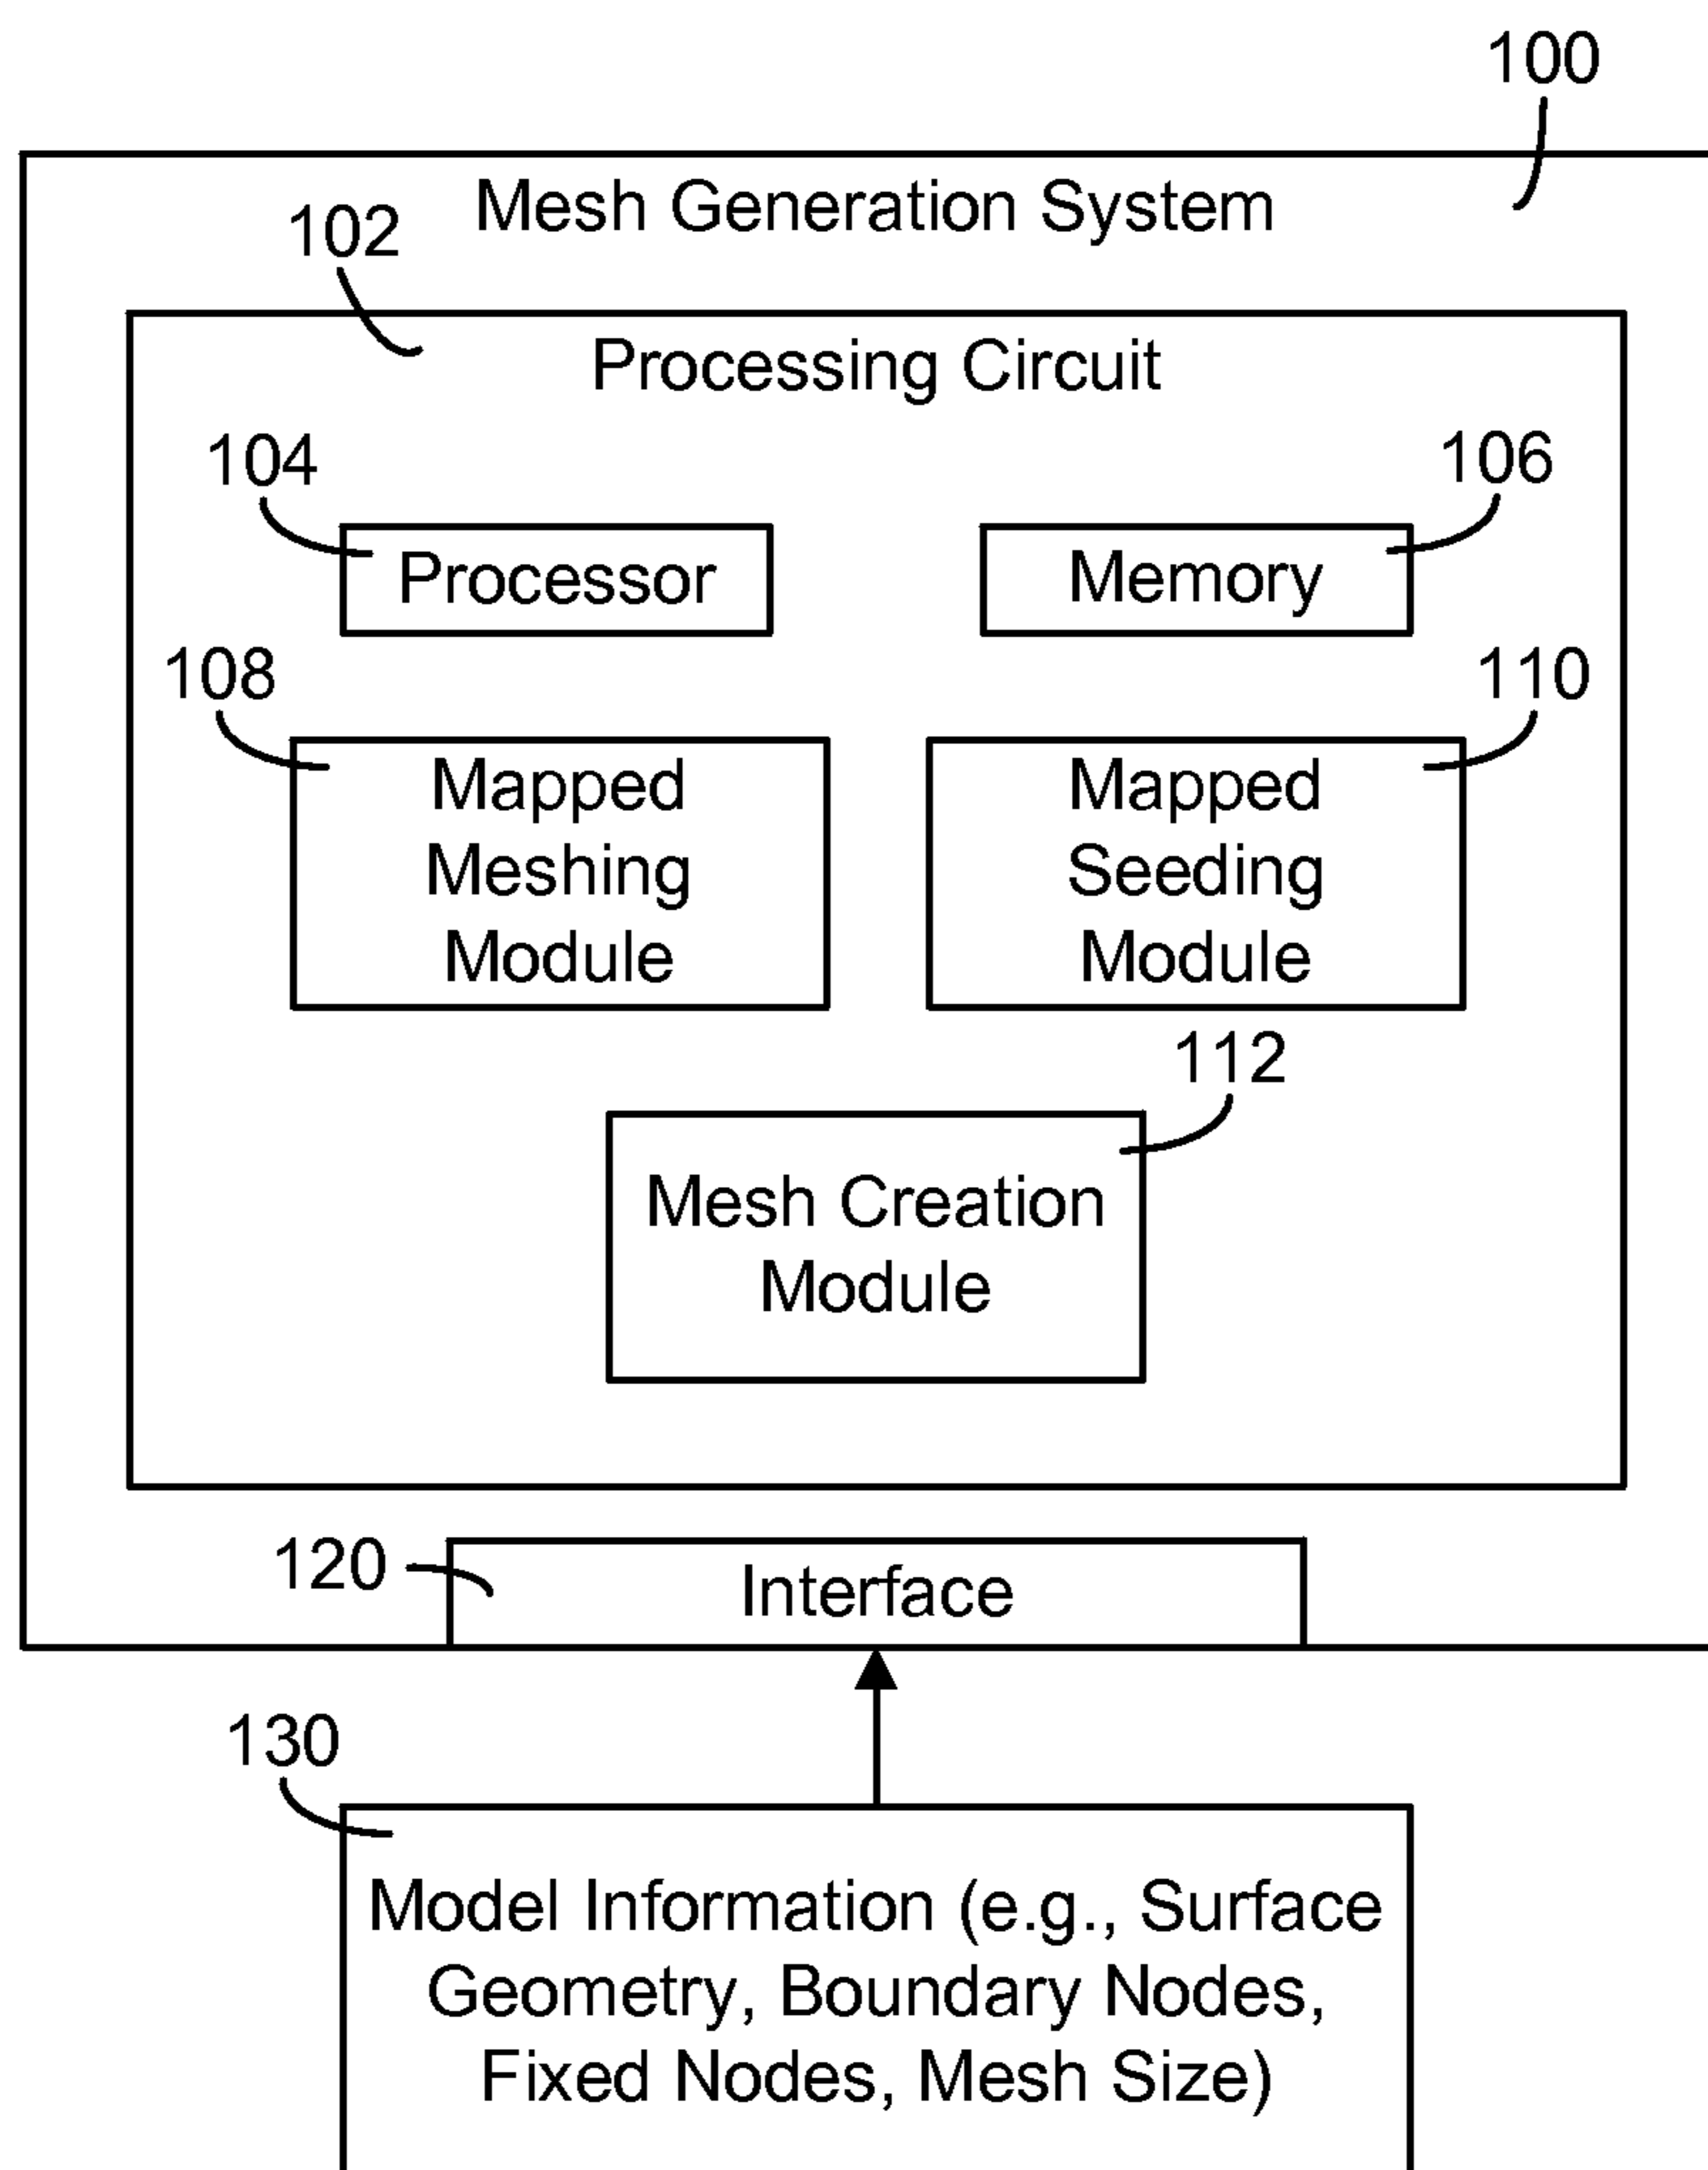 100
Mesh Generation System
102
Processing Circuit
104
106
Processor
Memory
108
110
Mapped
Meshing
Module
Mapped
Seeding
Module
112
Mesh Creation
Module
120
Interface
130
Model Information (e.g., Surface
Geometry, Boundary Nodes,
Fixed Nodes, Mesh Size)